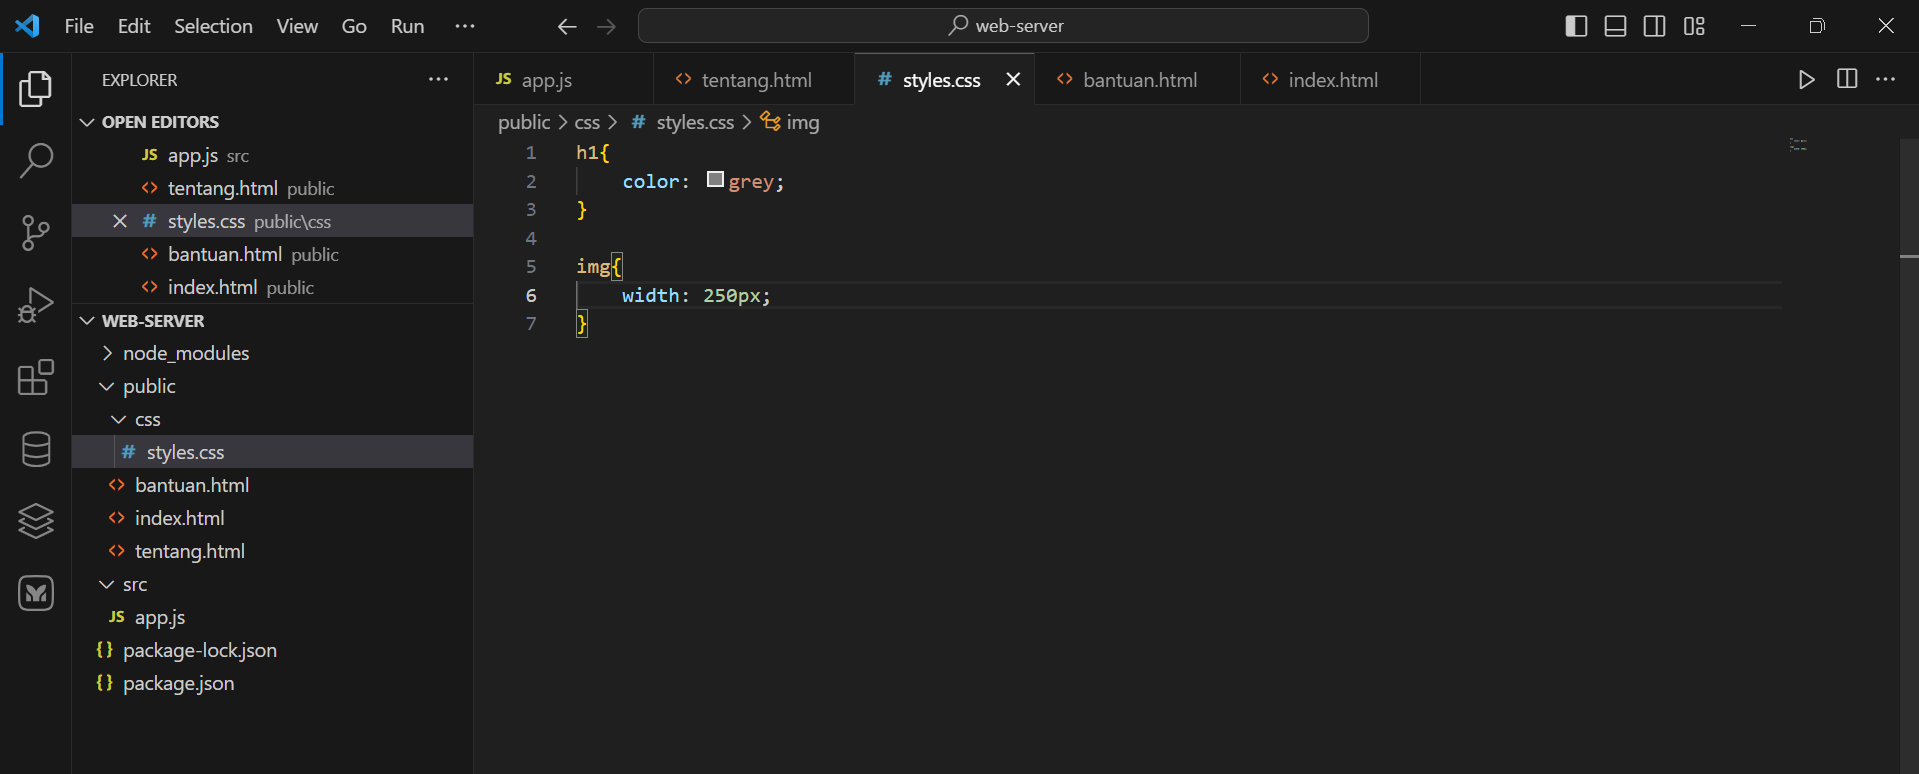 File Edit Selection View Go Run ··· web-server
EXPLORER ···
OPEN EDITORS
JS app.js src
<> tentang.html public
# styles.css public\css
<> bantuan.html public
<> index.html public
WEB-SERVER
node_modules
public
css
# styles.css
<> bantuan.html
<> index.html
<> tentang.html
src
JS app.js
{} package-lock.json
{} package.json
JS app.js <> tentang.html # styles.css <> bantuan.html <> index.html ···
public > css > # styles.css > img
1 h1{
2 color: grey;
3 }
4
5 img{
6 width: 250px;
7 }